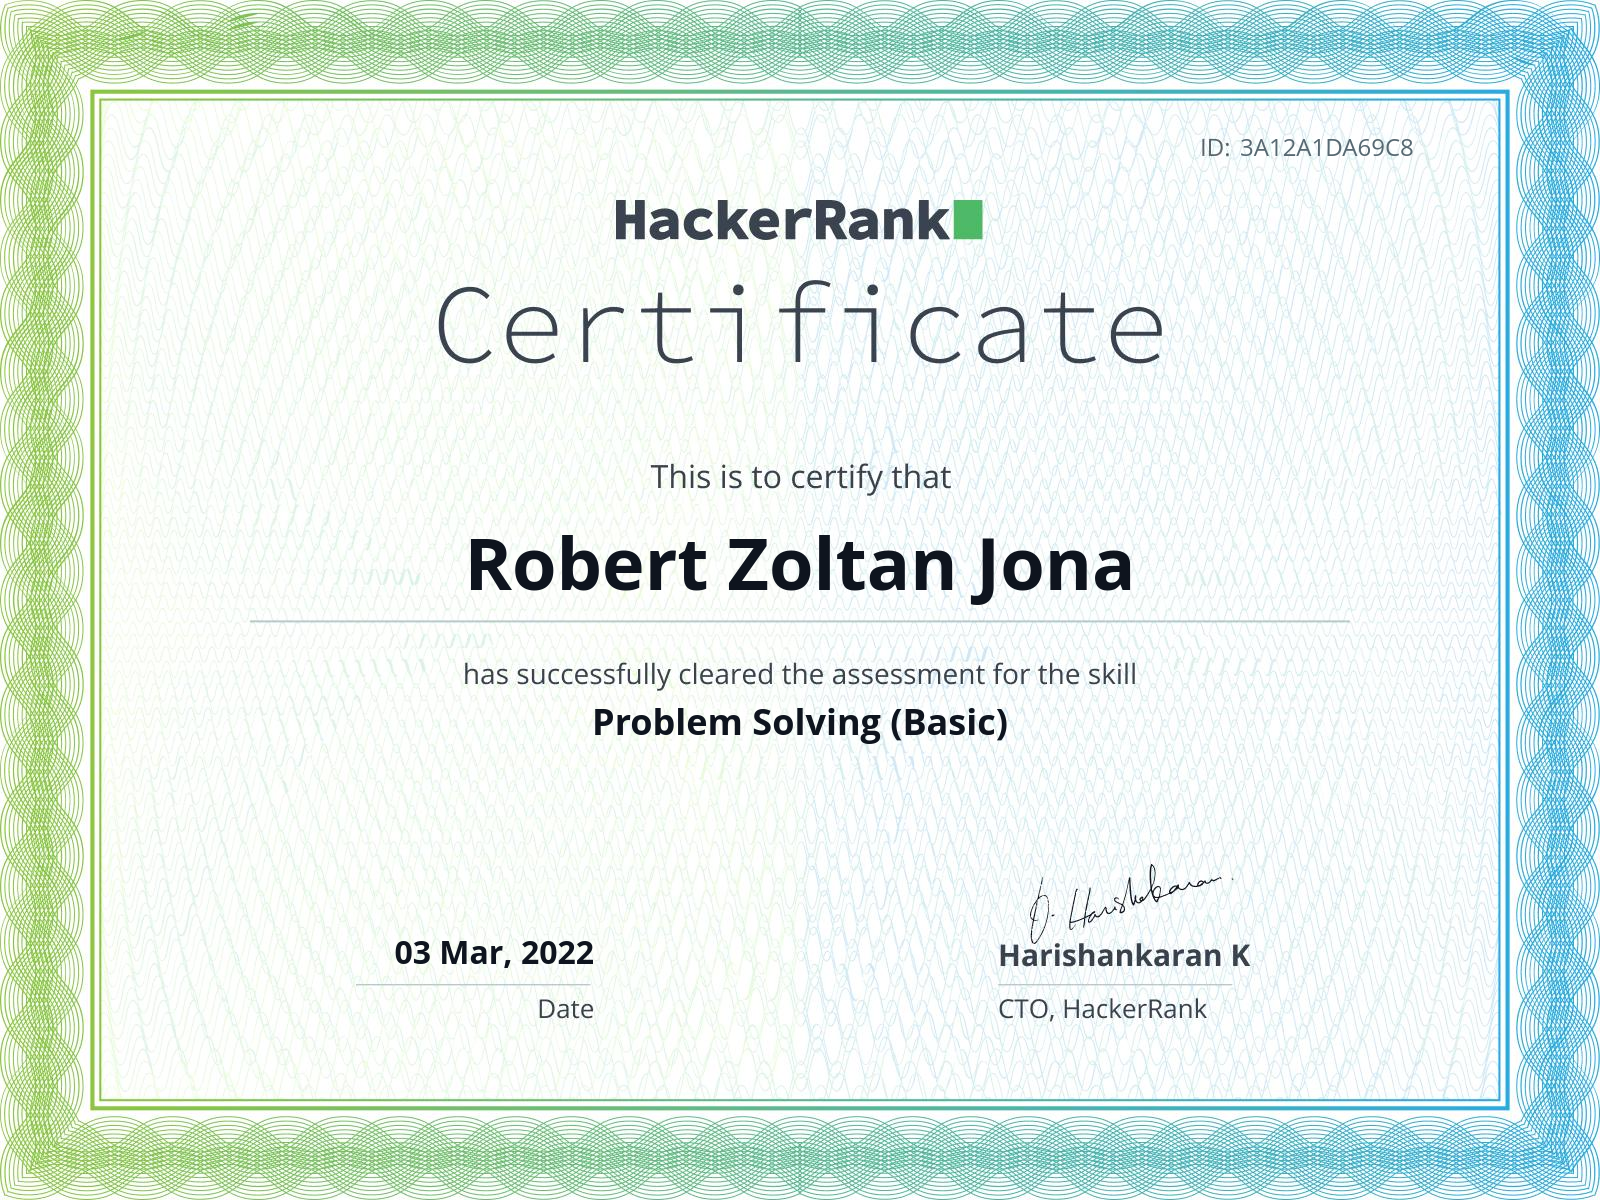 ID: 3A12A1DA69C8
HackerRank
Certificate
This is to certify that
Robert Zoltan Jona
has successfully cleared the assessment for the skill
Problem Solving (Basic)
03 Mar, 2022
Date
Harishankaran K
CTO, HackerRank